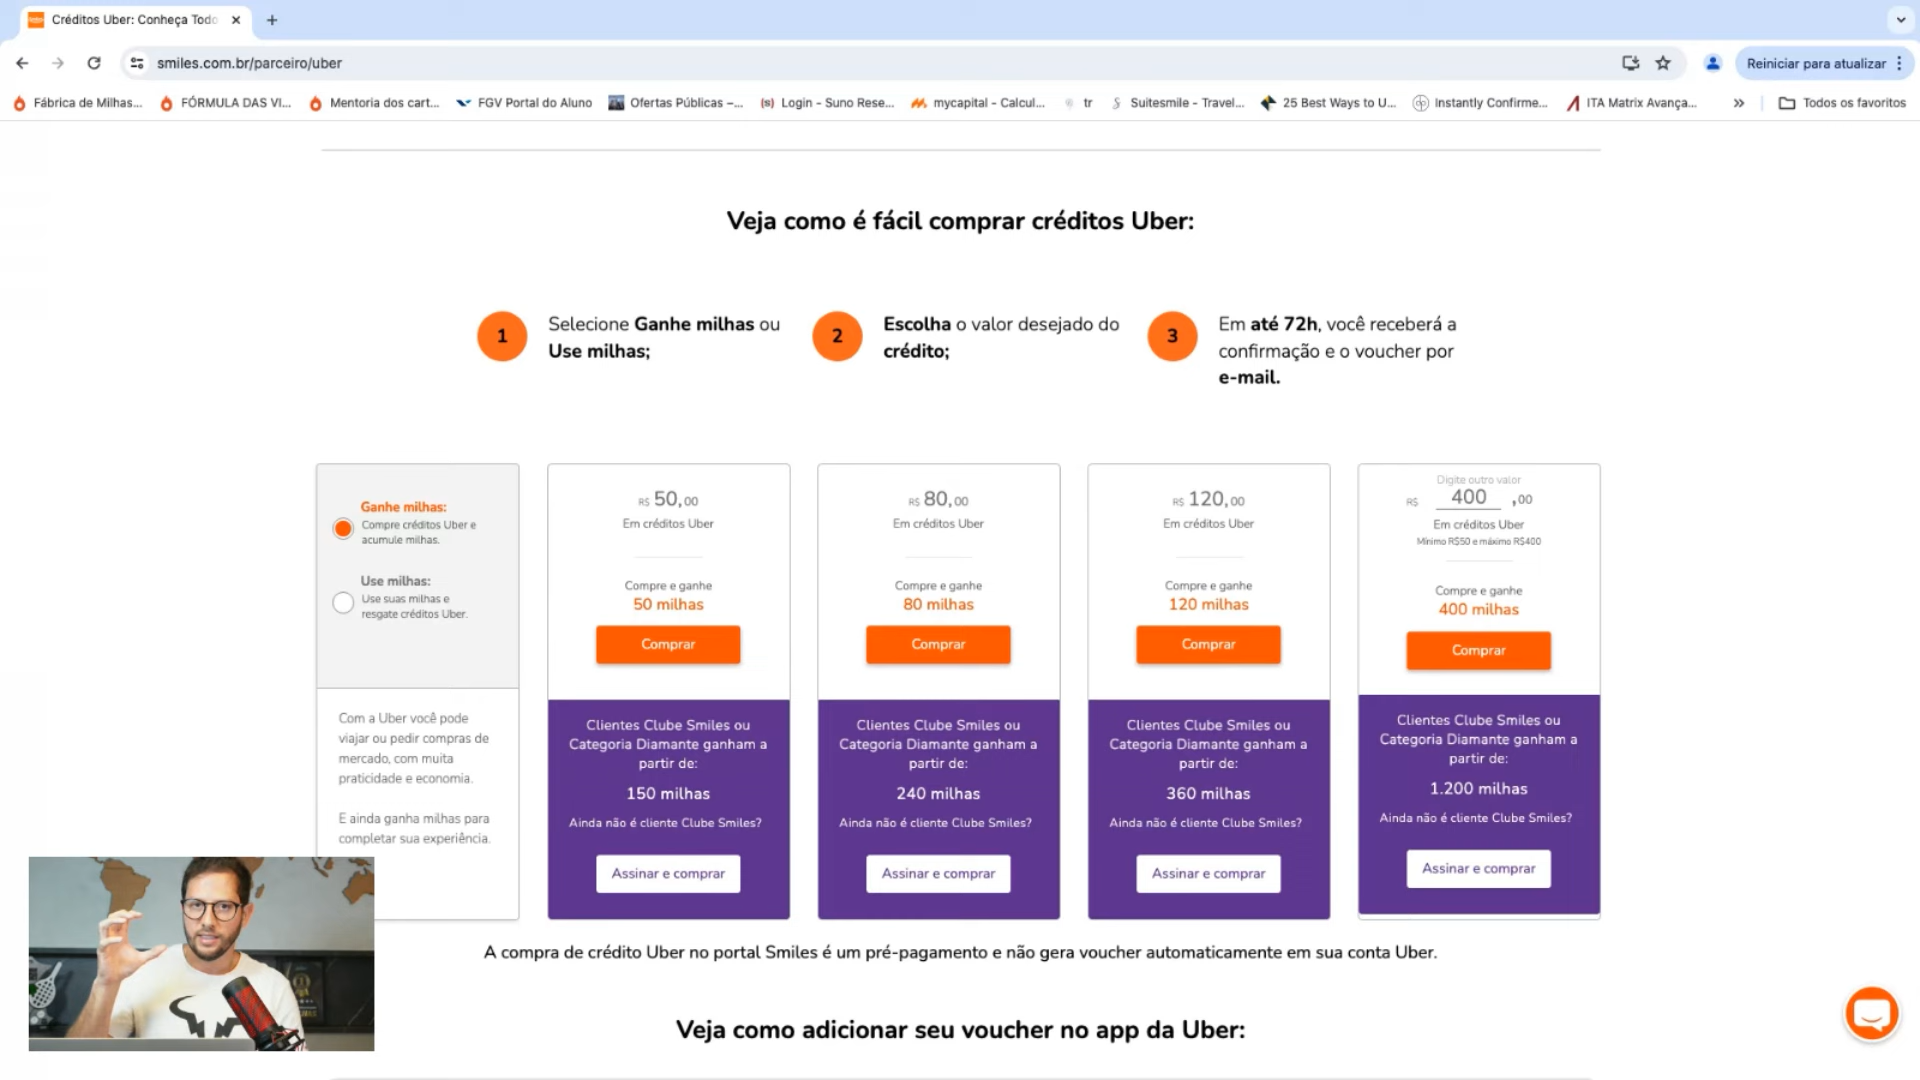 Créditos Uber: Conheça Todo
smiles.com.br/parceiro/uber
Reiniciar para atualizar
Fábrica de Milhas...
FÓRMULA DAS VI...
Mentoria dos cart...
FGV Portal do Aluno
Ofertas Públicas –...
Login - Suno Rese...
mycapital - Calcul...
tr
Suitesmile - Travel...
25 Best Ways to U...
Instantly Confirme...
ITA Matrix Avança...
Todos os favoritos
Veja como é fácil comprar créditos Uber:
1
Selecione Ganhe milhas ou
Use milhas;
2
Escolha o valor desejado do
crédito;
3
Em até 72h, você receberá a
confirmação e o voucher por
e-mail.
Ganhe milhas:
Compre créditos Uber e
acumule milhas.
Use milhas:
Use suas milhas e
resgate créditos Uber.
Com a Uber você pode
viajar ou pedir compras de
mercado, com muita
praticidade e economia.
E ainda ganha milhas para
completar sua experiência.
R$ 50,00
Em créditos Uber
Compre e ganhe
50 milhas
Comprar
Clientes Clube Smiles ou
Categoria Diamante ganham a
partir de:
150 milhas
Ainda não é cliente Clube Smiles?
Assinar e comprar
R$ 80,00
Em créditos Uber
Compre e ganhe
80 milhas
Comprar
Clientes Clube Smiles ou
Categoria Diamante ganham a
partir de:
240 milhas
Ainda não é cliente Clube Smiles?
Assinar e comprar
R$ 120,00
Em créditos Uber
Compre e ganhe
120 milhas
Comprar
Clientes Clube Smiles ou
Categoria Diamante ganham a
partir de:
360 milhas
Ainda não é cliente Clube Smiles?
Assinar e comprar
Digite outro valor
R$ 400 ,00
Em créditos Uber
Mínimo R$50 e máximo R$400
Compre e ganhe
400 milhas
Comprar
Clientes Clube Smiles ou
Categoria Diamante ganham a
partir de:
1.200 milhas
Ainda não é cliente Clube Smiles?
Assinar e comprar
A compra de crédito Uber no portal Smiles é um pré-pagamento e não gera voucher automaticamente em sua conta Uber.
Veja como adicionar seu voucher no app da Uber: